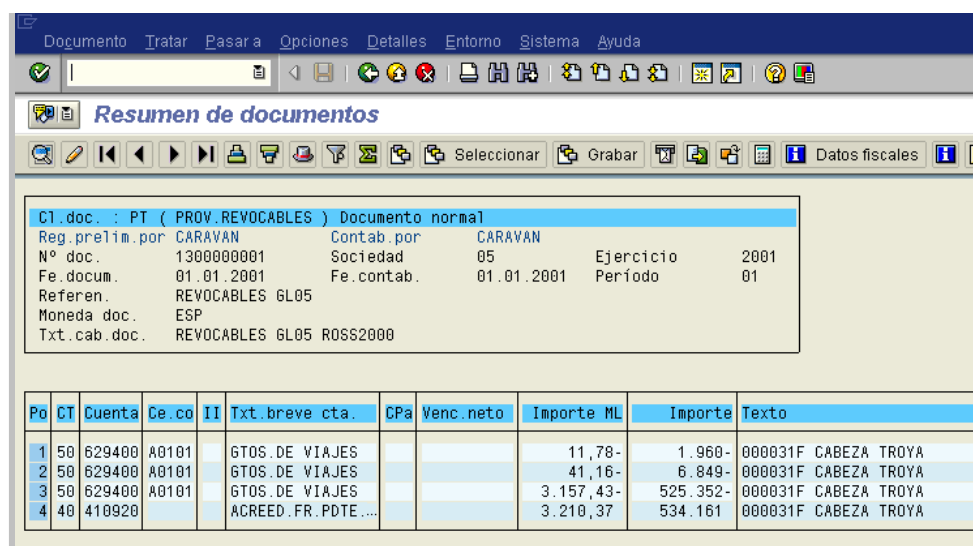 Documento Tratar Pasar a Opciones Detalles Entorno Sistema Ayuda
Resumen de documentos
Seleccionar Grabar Datos fiscales
Cl.doc. : PT ( PROV.REVOCABLES ) Documento normal
Reg.prelim.por CARAVAN Contab.por CARAVAN
Nº doc. 1300000001 Sociedad 05 Ejercicio 2001
Fe.docum. 01.01.2001 Fe.contab. 01.01.2001 Período 01
Referen. REVOCABLES GL05
Moneda doc. ESP
Txt.cab.doc. REVOCABLES GL05 ROSS2000
Po CT Cuenta Ce.co II Txt.breve cta. CPa Venc.neto Importe ML Importe Texto
1 50 629400 A0101 GTOS.DE VIAJES 11,78- 1.960- 000031F CABEZA TROYA
2 50 629400 A0101 GTOS.DE VIAJES 41,16- 6.849- 000031F CABEZA TROYA
3 50 629400 A0101 GTOS.DE VIAJES 3.157,43- 525.352- 000031F CABEZA TROYA
4 40 410920 ACREED.FR.PDTE.... 3.210,37 534.161 000031F CABEZA TROYA